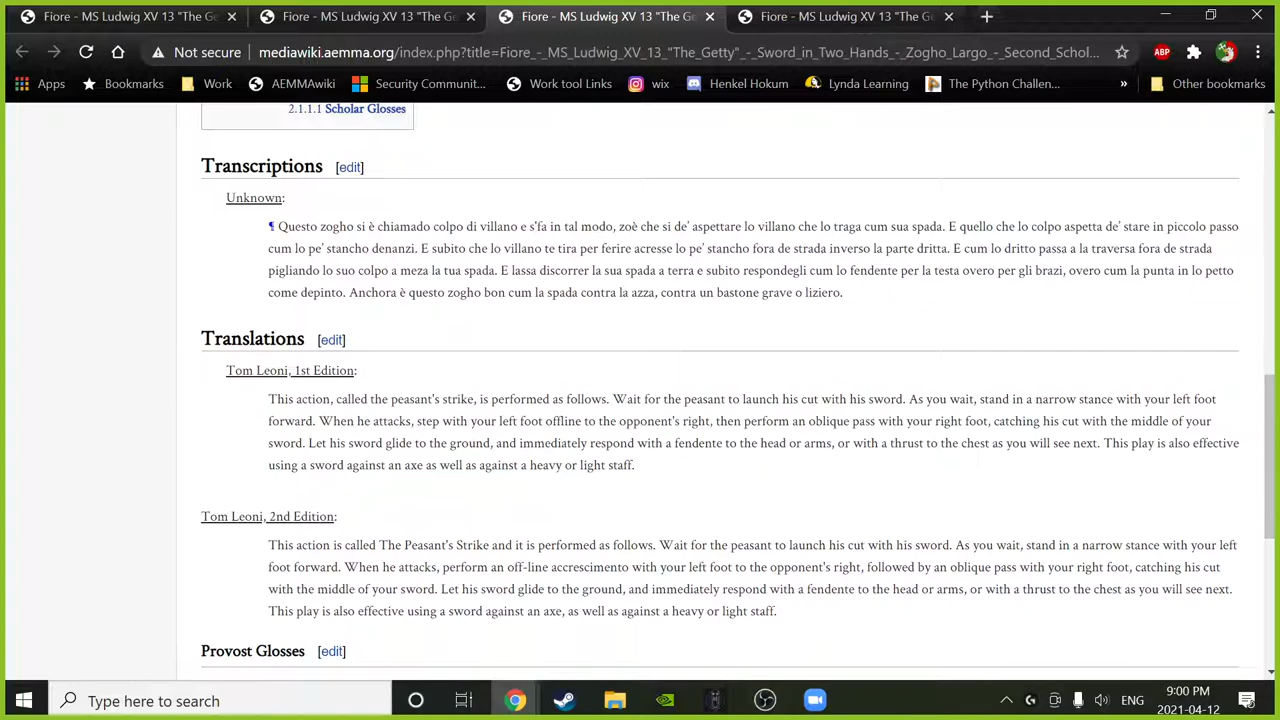 Fiore - MS Ludwig XV 13 "The Ge
Fiore - MS Ludwig XV 13 "The Ge
Fiore - MS Ludwig XV 13 "The Ge
Fiore - MS Ludwig XV 13 "The G
Not secure
mediawiki.aemma.org/index.php?title=Fiore_-_MS_Ludwig_XV_13_"The_Getty"_-_Sword_in_Two_Hands_-_Zogho_Largo_-_Second_Schol...
ABP
Apps
Bookmarks
Work
AEMMAwiki
Security Communit...
Work tool Links
wix
Henkel Hokum
Lynda Learning
The Python Challen...
»
Other bookmarks
2.1.1.1 Scholar Glosses
Transcriptions [edit]
Unknown:
¶ Questo zogho si è chiamado colpo di villano e s'fa in tal modo, zoè che si de' aspettare lo villano che lo traga cum sua spada. E quello che lo colpo aspetta de' stare in piccolo passo
cum lo pe' stancho denanzi. E subito che lo villano te tira per ferire acresse lo pe' stancho fora de strada inverso la parte dritta. E cum lo dritto passa a la traversa fora de strada
pigliando lo suo colpo a meza la tua spada. E lassa discorrer la sua spada a terra e subito respondegli cum lo fendente per la testa overo per gli brazi, overo cum la punta in lo petto
come depinto. Anchora è questo zogho bon cum la spada contra la azza, contra un bastone grave o liziero.
Translations [edit]
Tom Leoni, 1st Edition:
This action, called the peasant's strike, is performed as follows. Wait for the peasant to launch his cut with his sword. As you wait, stand in a narrow stance with your left foot
forward. When he attacks, step with your left foot offline to the opponent's right, then perform an oblique pass with your right foot, catching his cut with the middle of your
sword. Let his sword glide to the ground, and immediately respond with a fendente to the head or arms, or with a thrust to the chest as you will see next. This play is also effective
using a sword against an axe as well as against a heavy or light staff.
Tom Leoni, 2nd Edition:
This action is called The Peasant's Strike and it is performed as follows. Wait for the peasant to launch his cut with his sword. As you wait, stand in a narrow stance with your left
foot forward. When he attacks, perform an off-line accrescimento with your left foot to the opponent's right, followed by an oblique pass with your right foot, catching his cut
with the middle of your sword. Let his sword glide to the ground, and immediately respond with a fendente to the head or arms, or with a thrust to the chest as you will see next.
This play is also effective using a sword against an axe, as well as against a heavy or light staff.
Provost Glosses [edit]
Type here to search
ENG
9:00 PM
2021-04-12